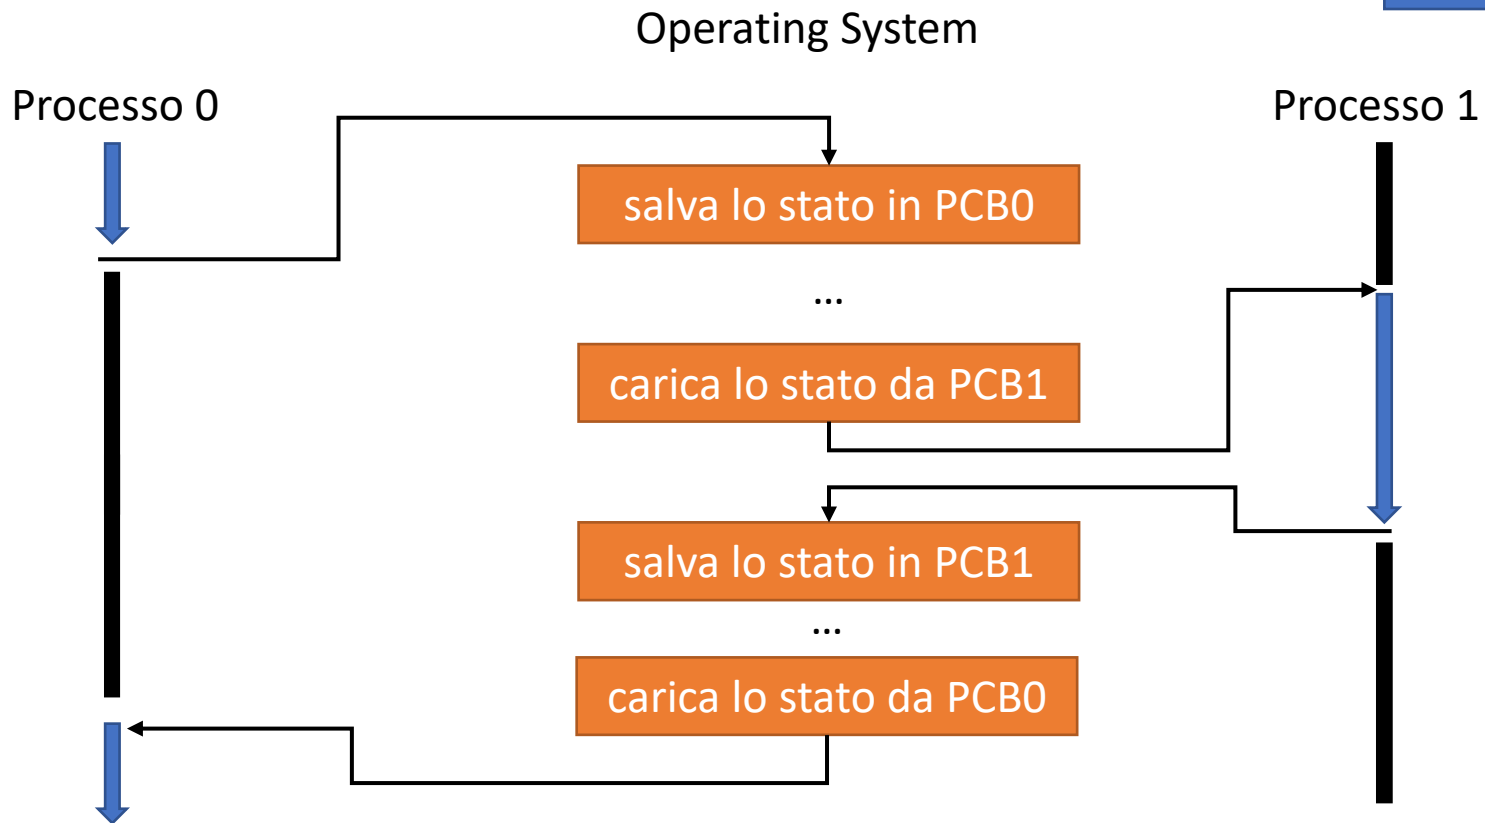 Operating System
Processo 0
Processo 1
salva lo stato in PCB0
...
carica lo stato da PCB1
salva lo stato in PCB1
...
carica lo stato da PCB0